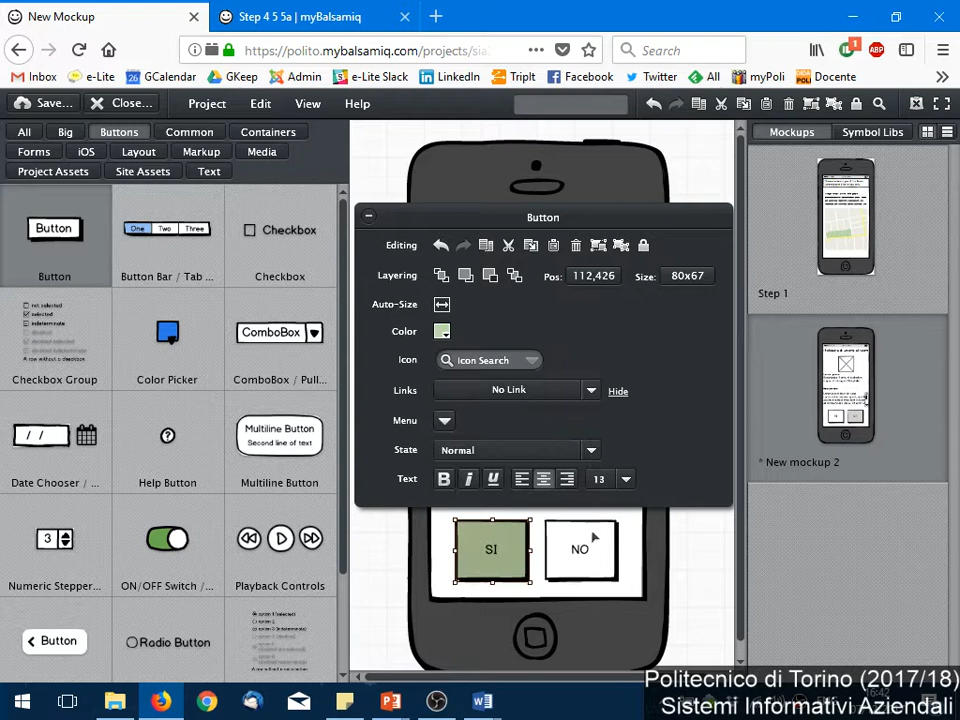 New Mockup
Step 4 5 5a | myBalsamiq
https://polito.mybalsamiq.com/projects/sia
Search
1
ABP
Inbox
e-Lite
26 GCalendar
GKeep
Admin
e-Lite Slack
LinkedIn
TripIt
Facebook
Twitter
All
myPoli
Docente
Save...
Close...
Project
Edit
View
Help
All
Big
Buttons
Common
Containers
Forms
iOS
Layout
Markup
Media
Project Assets
Site Assets
Text
Mockups
Symbol Libs
Button
One
Two
Three
Checkbox
Button
Button Bar / Tab ...
Checkbox
ComboBox
Checkbox Group
Color Picker
ComboBox / Pull...
/ /
?
Multiline Button
Second line of text
Date Chooser / ...
Help Button
Multiline Button
3
Numeric Stepper...
ON/OFF Switch /...
Playback Controls
Button
Radio Button
Button
Editing
Layering
Pos: 112,426
Size: 80x67
Auto-Size
Color
Icon
Icon Search
Links
No Link
Hide
Menu
State
Normal
Text
B i U
13
SI
NO
Step 1
* New mockup 2
16:42
Politecnico di Torino (2017/18)
Sistemi Informativi Aziendali